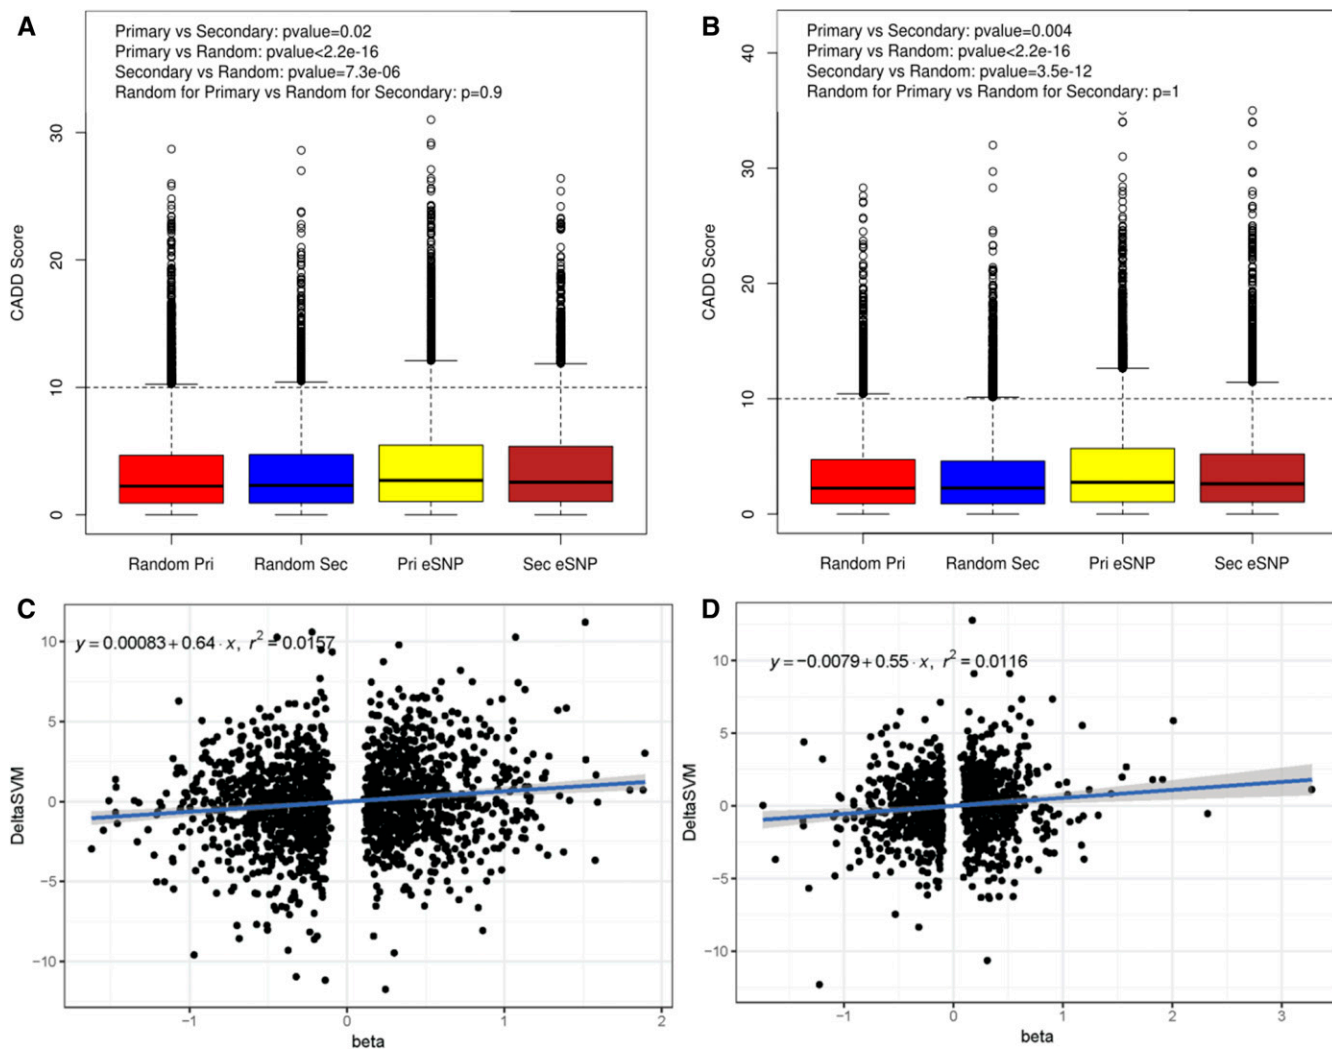 A
Primary vs Secondary: pvalue=0.02
Primary vs Random: pvalue<2.2e-16
Secondary vs Random: pvalue=7.3e-06
Random for Primary vs Random for Secondary: p=0.9
CADD Score
30
20
10
0
Random Pri Random Sec Pri eSNP Sec eSNP
B
Primary vs Secondary: pvalue=0.004
Primary vs Random: pvalue<2.2e-16
Secondary vs Random: pvalue=3.5e-12
Random for Primary vs Random for Secondary: p=1
CADD Score
40
30
20
10
0
Random Pri Random Sec Pri eSNP Sec eSNP
C
y = 0.00083 + 0.64 · x, r² = 0.0157
DeltaSVM
10
5
0
−5
−10
−1 0 1 2
beta
D
y = −0.0079 + 0.55 · x, r² = 0.0116
DeltaSVM
10
5
0
−5
−10
−1 0 1 2 3
beta